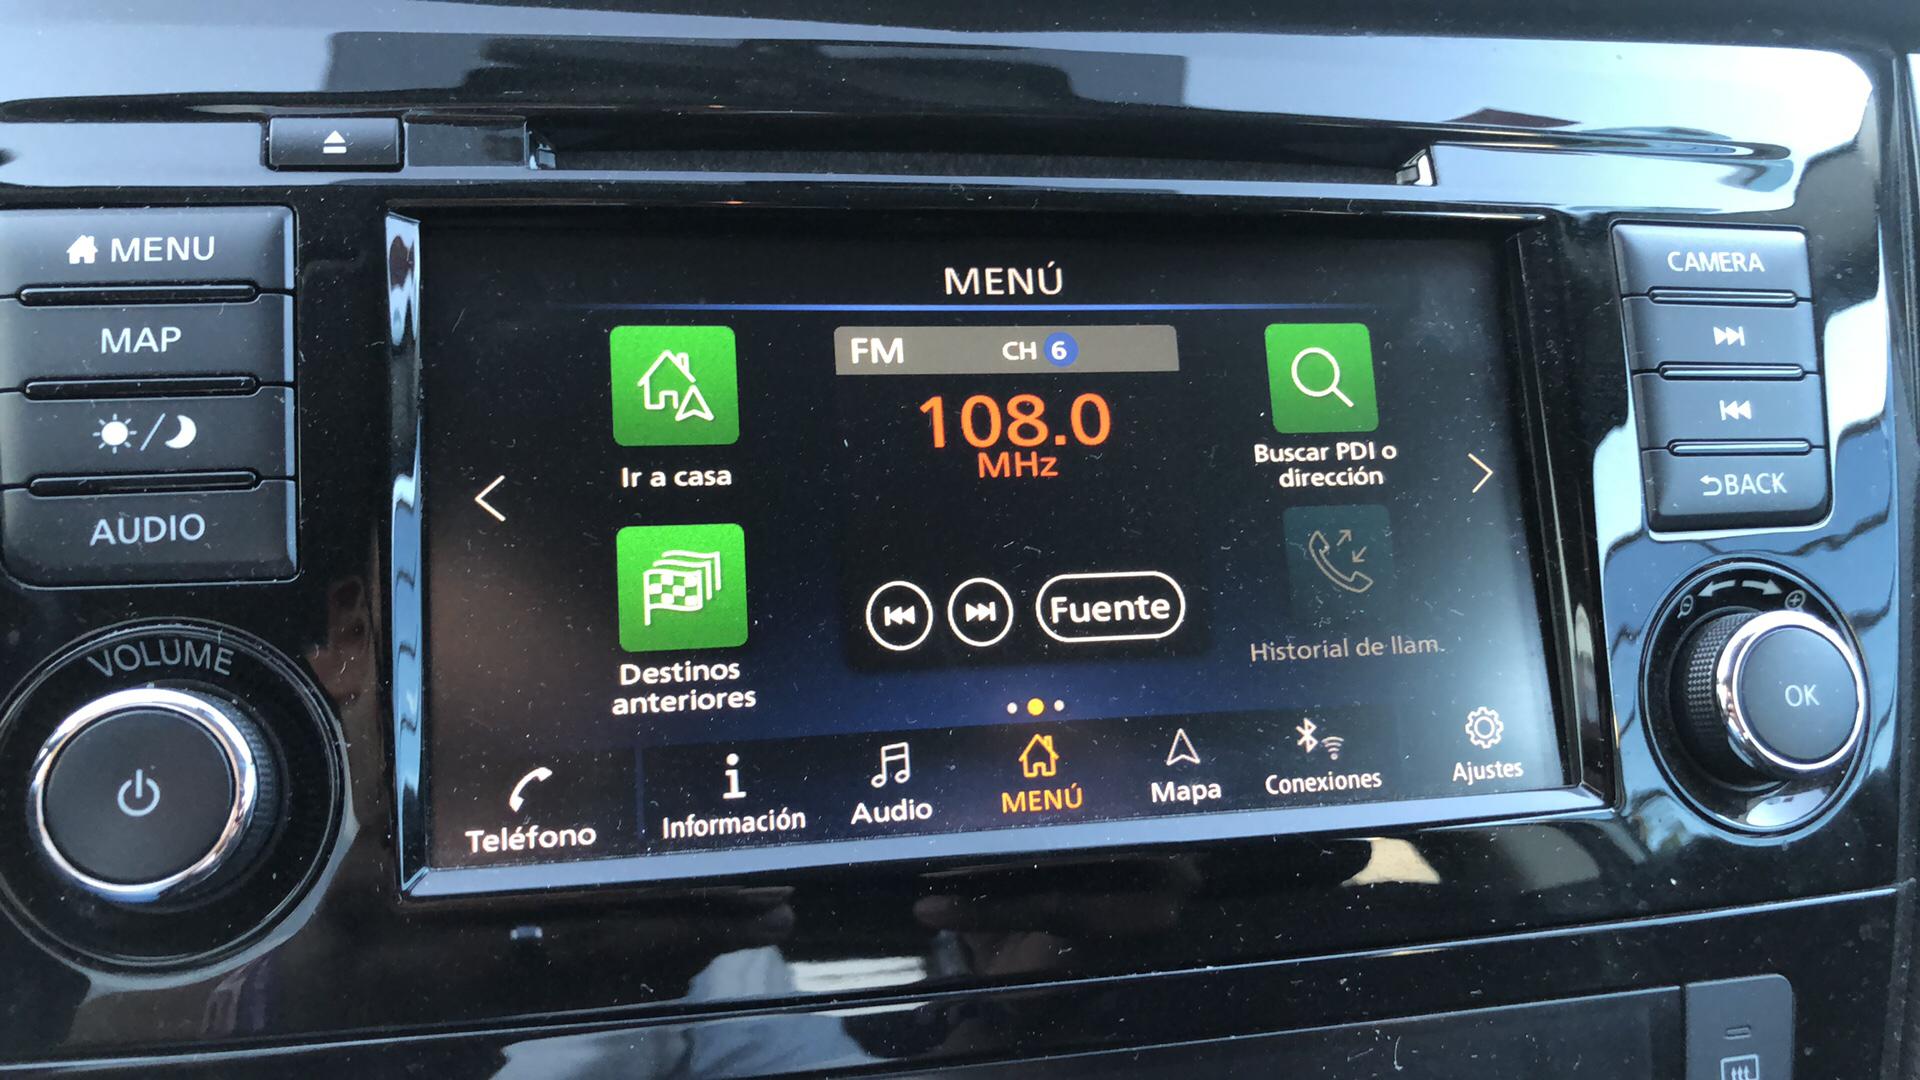 MENU
MAP
AUDIO
VOLUME
MENÚ
FM CH 6
108.0
MHz
Ir a casa
Destinos
anteriores
Fuente
Buscar PDI o
dirección
Historial de llam.
Teléfono
Información
Audio
MENÚ
Mapa
Conexiones
Ajustes
CAMERA
BACK
OK